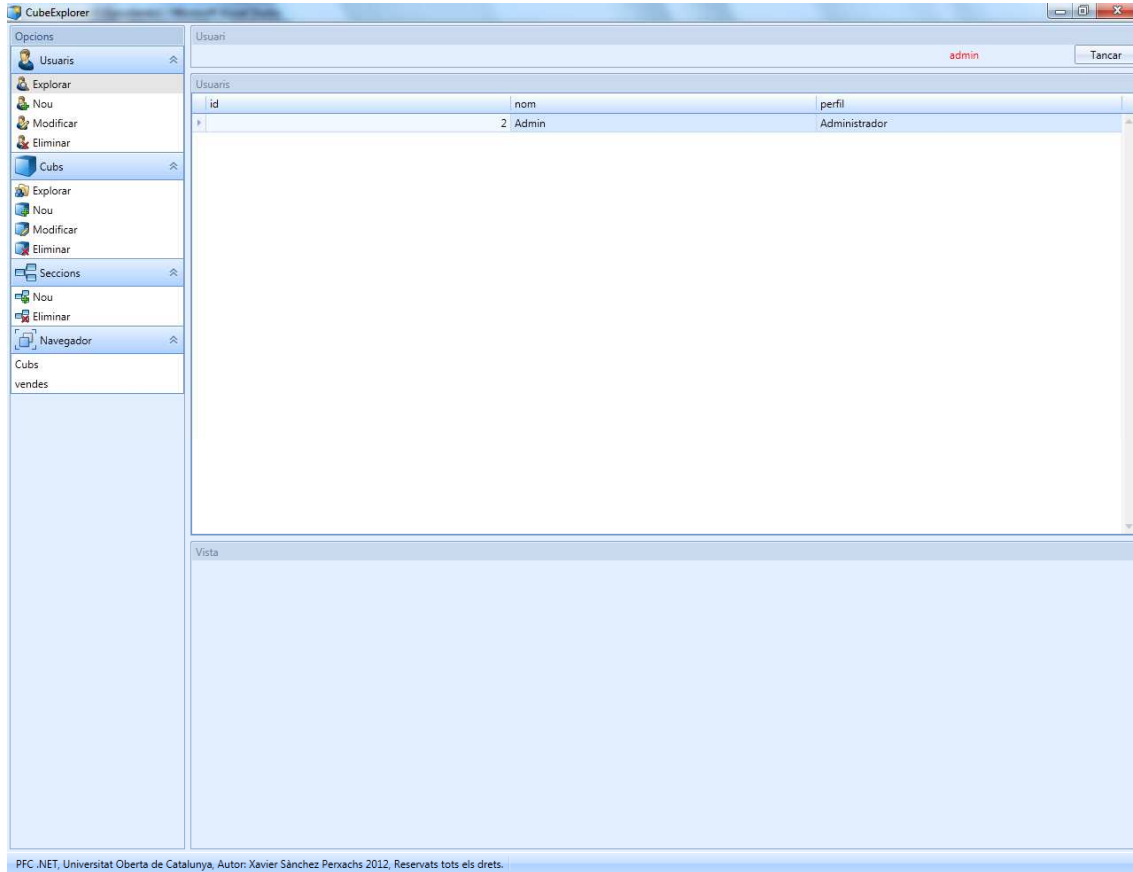 CubeExplorer
Opcions
Usuaris
Explorar
Nou
Modificar
Eliminar
Cubs
Explorar
Nou
Modificar
Eliminar
Seccions
Nou
Eliminar
Navegador
Cubs
vendes
Usuari
admin Tancar
Usuaris
id nom perfil
2 Admin Administrador
Vista
PFC .NET, Universitat Oberta de Catalunya, Autor: Xavier Sànchez Perxachs 2012, Reservats tots els drets.